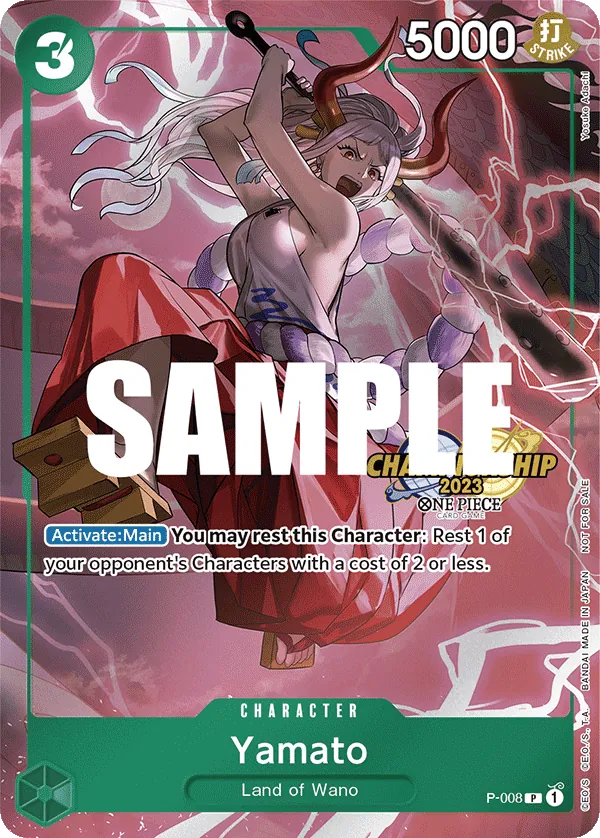 3
5000
打
STRIKE
Yosuke Adachi
SAMPLE
CHAMPIONSHIP
2023
ONE PIECE
CARD GAME
Activate:Main You may rest this Character: Rest 1 of
your opponent's Characters with a cost of 2 or less.
©E.O/S ©E.O./S., T.A. BANDAI MADE IN JAPAN NOT FOR SALE
CHARACTER
Yamato
Land of Wano
P-008 P 1